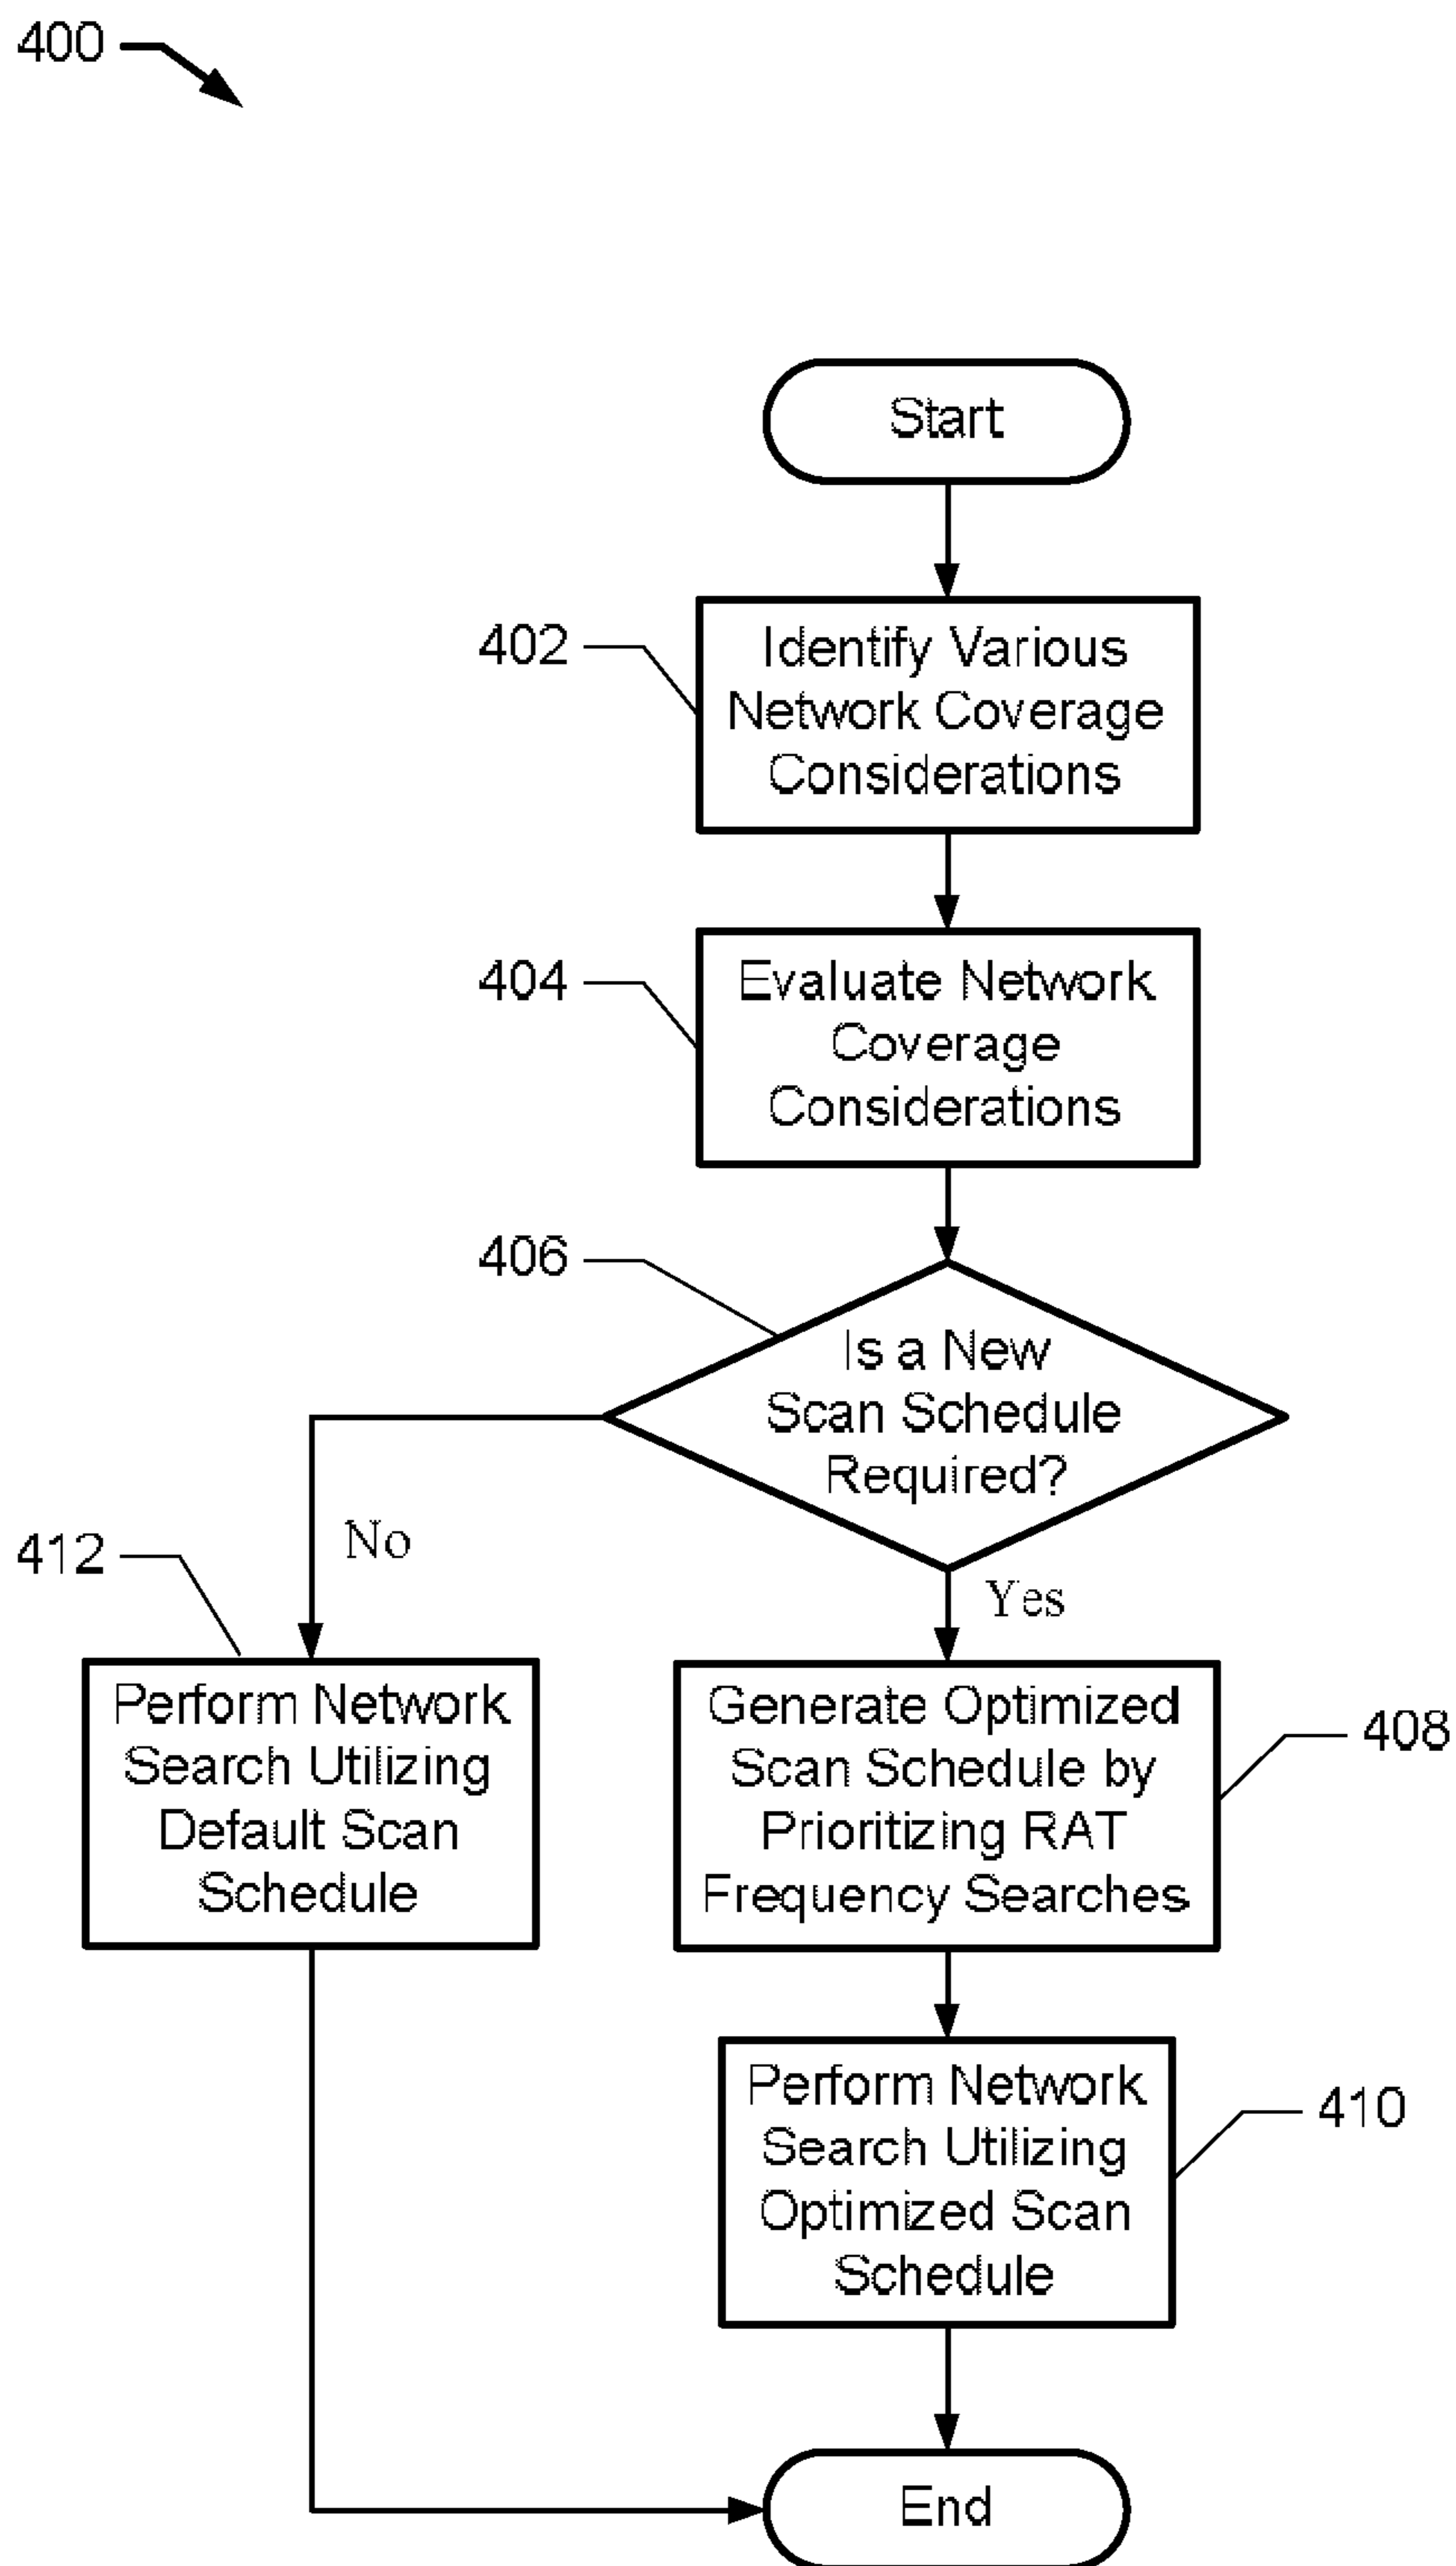 400
Start
402
Identify Various
Network Coverage
Considerations
404
Evaluate Network
Coverage
Considerations
406
Is a New
Scan Schedule
Required?
No
Yes
412
Perform Network
Search Utilizing
Default Scan
Schedule
Generate Optimized
Scan Schedule by
Prioritizing RAT
Frequency Searches
408
Perform Network
Search Utilizing
Optimized Scan
Schedule
410
End